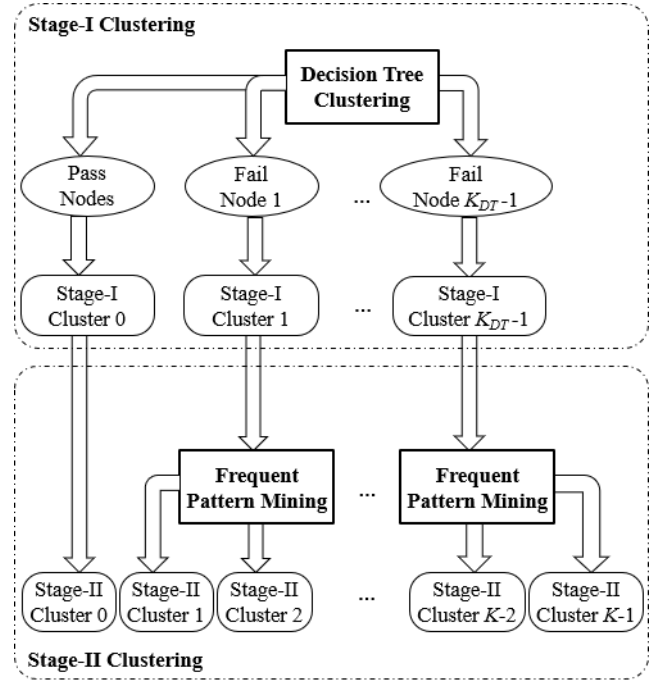 Stage-I Clustering
Decision Tree
Clustering
Pass
Nodes
Fail
Node 1
...
Fail
Node K_DT-1
Stage-I
Cluster 0
Stage-I
Cluster 1
...
Stage-I
Cluster K_DT-1
Frequent
Pattern Mining
...
Frequent
Pattern Mining
Stage-II
Cluster 0
Stage-II
Cluster 1
Stage-II
Cluster 2
...
Stage-II
Cluster K-2
Stage-II
Cluster K-1
Stage-II Clustering